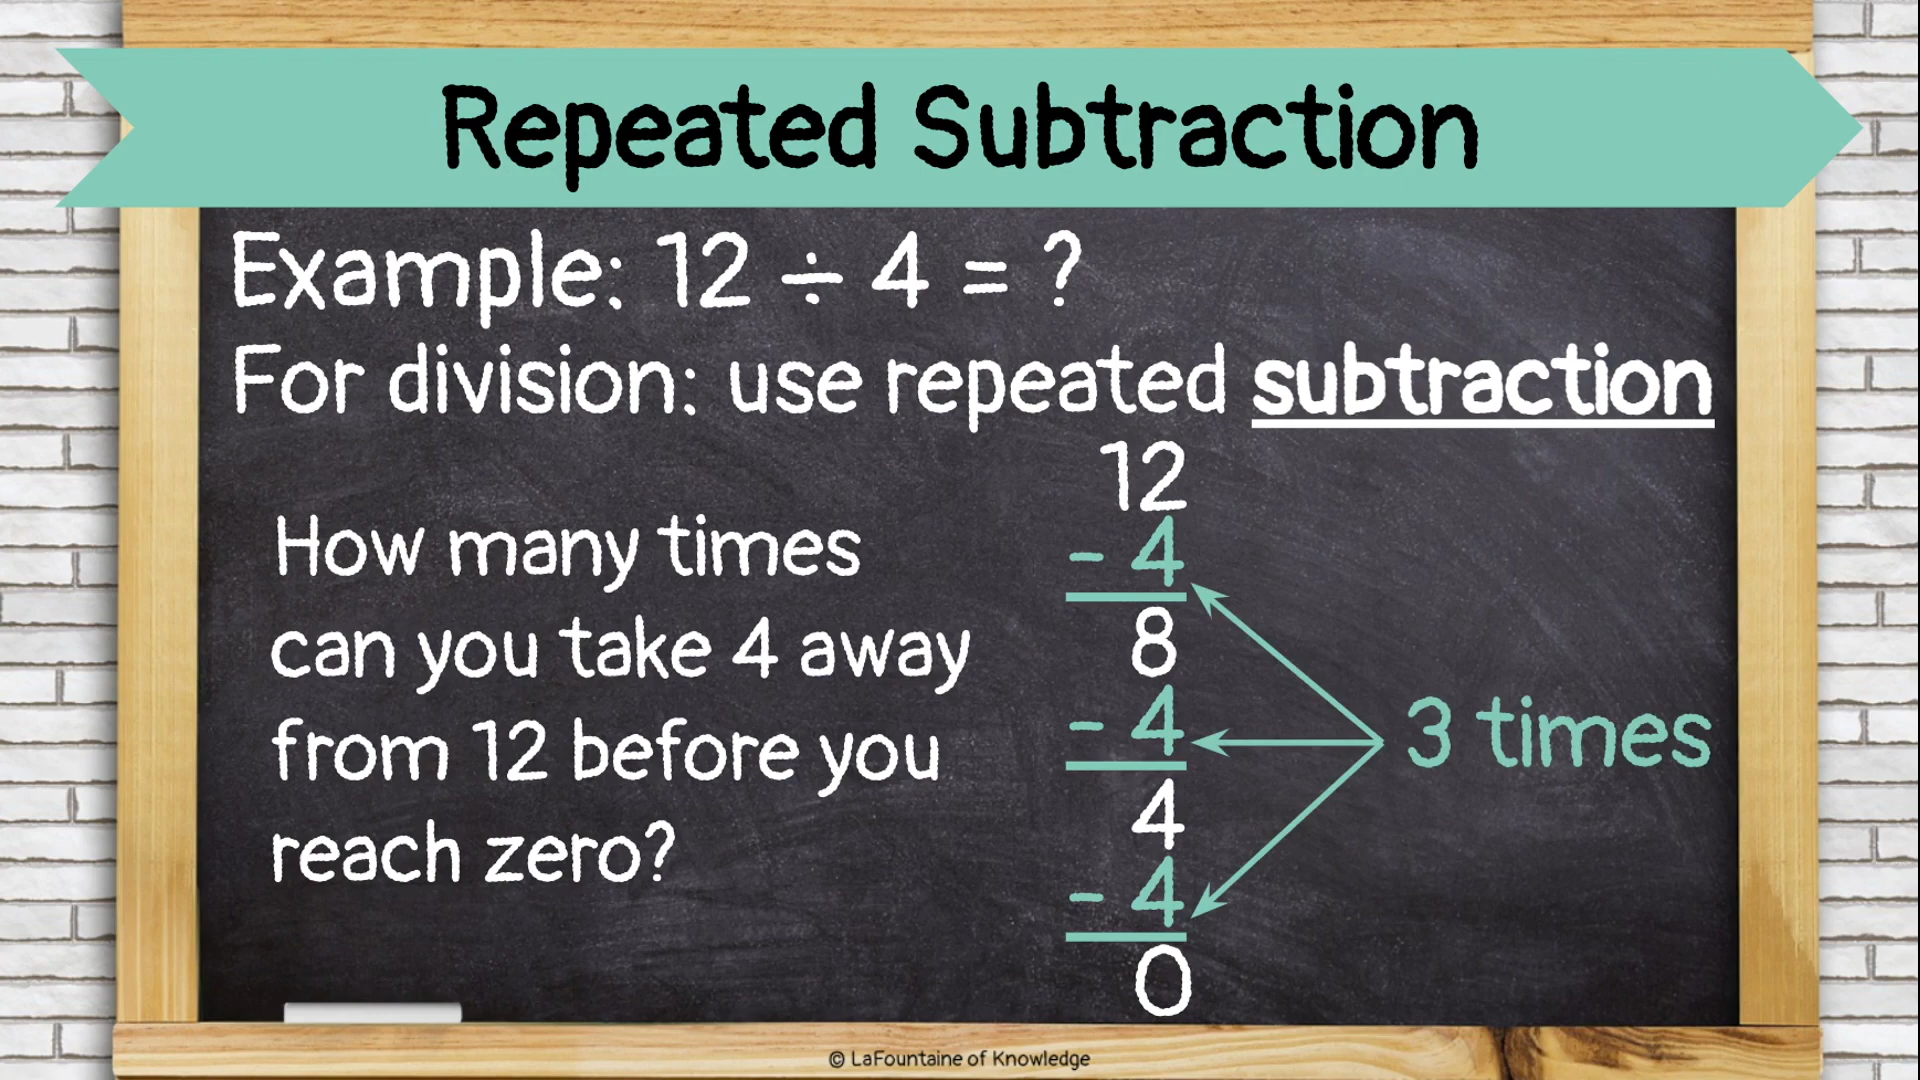 Repeated Subtraction
Example: 12 ÷ 4 = ?
For division: use repeated subtraction
How many times
can you take 4 away
from 12 before you
reach zero?
12
- 4
8
- 4
4
- 4
0
3 times
© LaFountaine of Knowledge